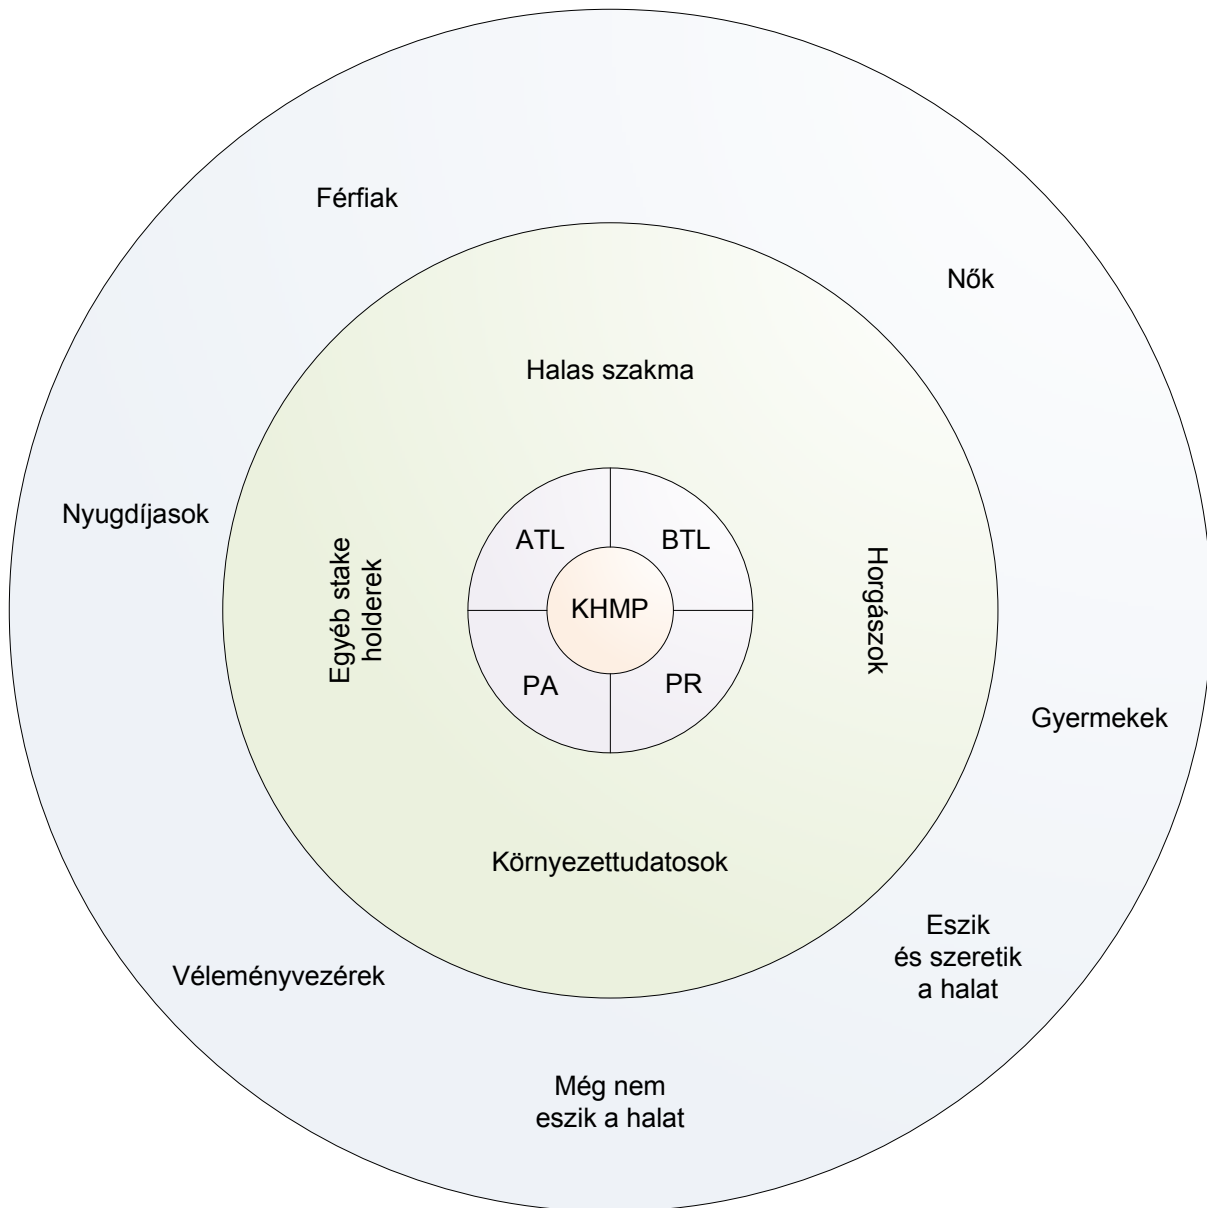 Férfiak
Nők
Halas szakma
Nyugdíjasok
ATL
BTL
Egyéb stake
holderek
KHMP
Horgászok
PA
PR
Gyermekek
Környezettudatosok
Eszik
és szeretik
a halat
Véleményvezérek
Még nem
eszik a halat